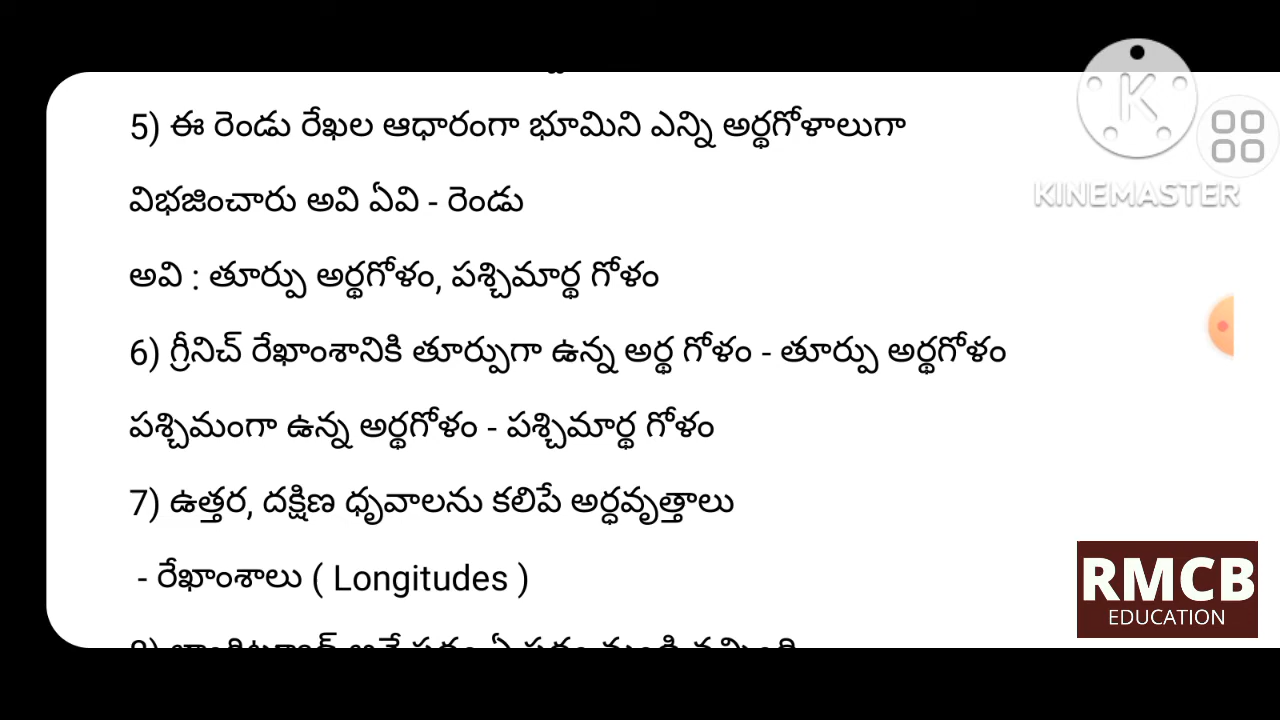 5) ఈ రెండు రేఖల ఆధారంగా భూమిని ఎన్ని అర్థగోళాలుగా
విభజించారు అవి ఏవి - రెండు
అవి : తూర్పు అర్థగోళం, పశ్చిమార్థ గోళం
6) గ్రీనిచ్ రేఖాంశానికి తూర్పుగా ఉన్న అర్థ గోళం - తూర్పు అర్థగోళం
పశ్చిమంగా ఉన్న అర్థగోళం - పశ్చిమార్థ గోళం
7) ఉత్తర, దక్షిణ ధృవాలను కలిపే అర్ధవృత్తాలు
- రేఖాంశాలు ( Longitudes )
K
KINEMASTER
RMCB
EDUCATION